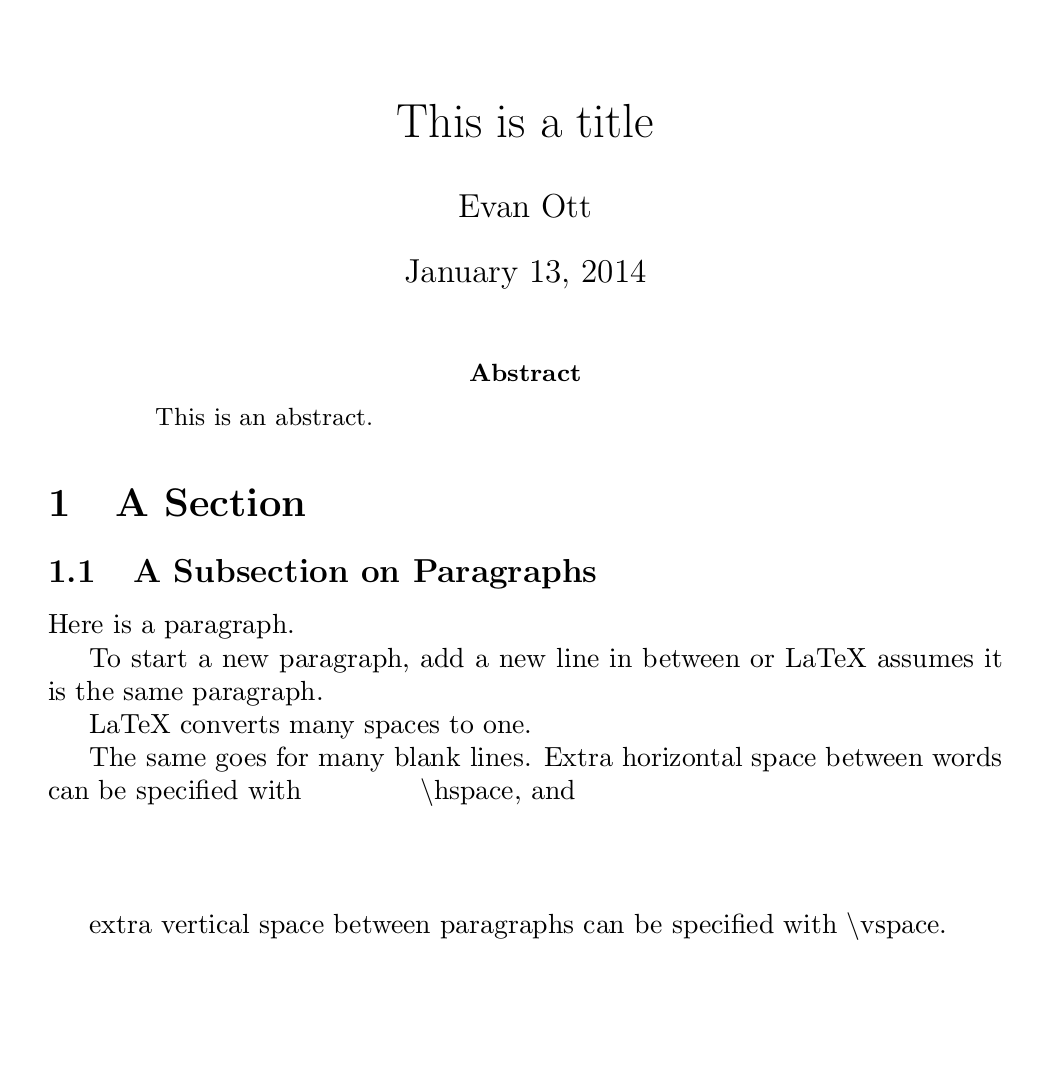 This is a title
Evan Ott
January 13, 2014
Abstract
This is an abstract.
1 A Section
1.1 A Subsection on Paragraphs
Here is a paragraph.
To start a new paragraph, add a new line in between or LaTeX assumes it
is the same paragraph.
LaTeX converts many spaces to one.
The same goes for many blank lines. Extra horizontal space between words
can be specified with \hspace, and
extra vertical space between paragraphs can be specified with \vspace.